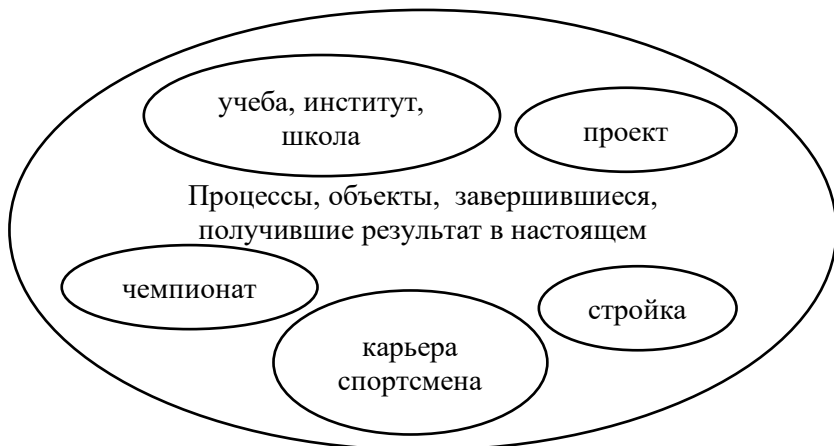 учеба, институт,
школа
проект
Процессы, объекты, завершившиеся,
получившие результат в настоящем
чемпионат
стройка
карьера
спортсмена